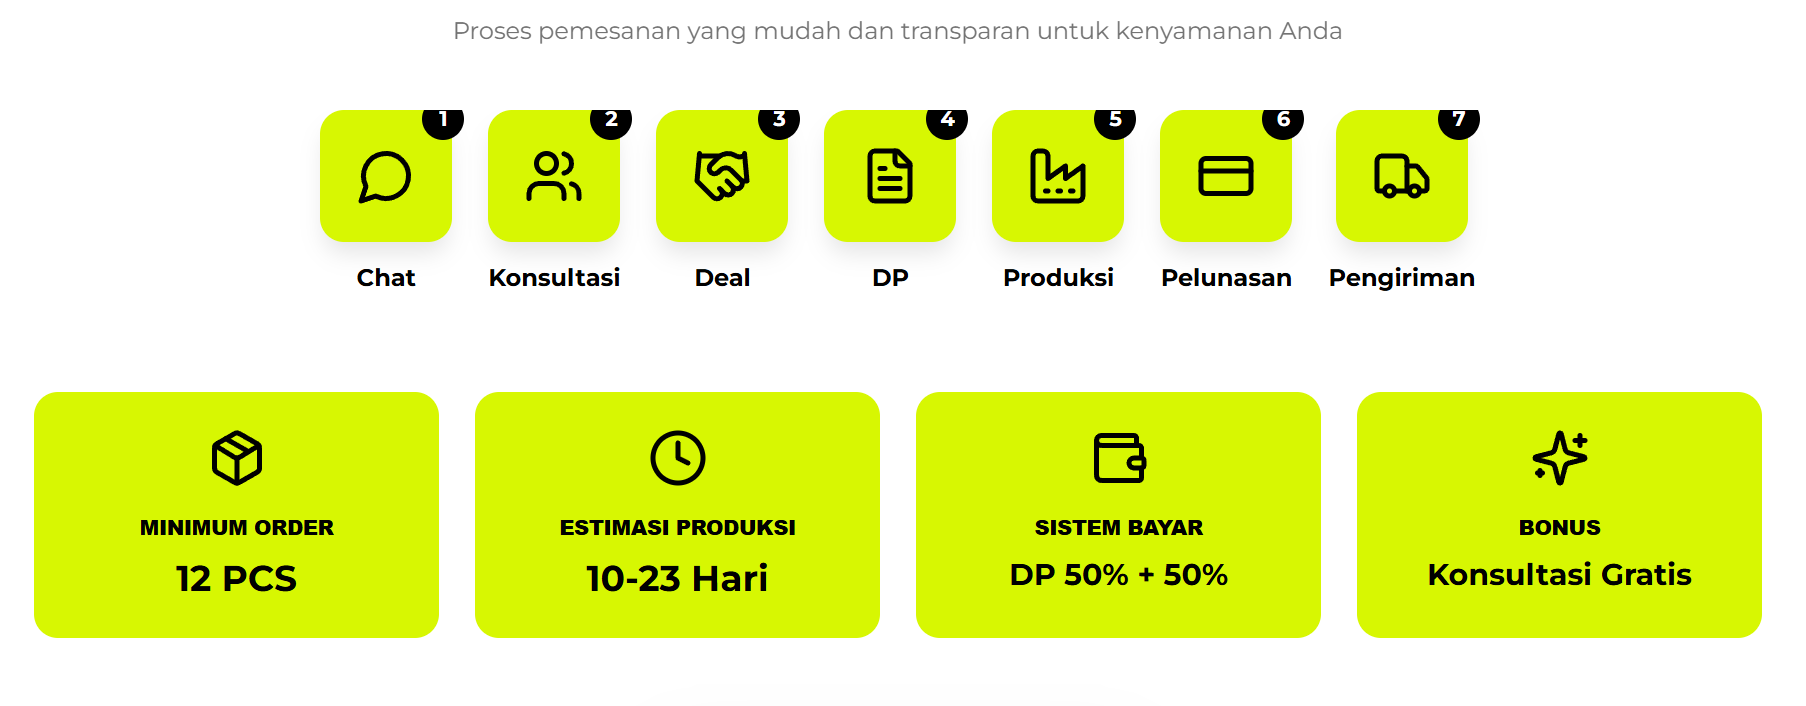 Proses pemesanan yang mudah dan transparan untuk kenyamanan Anda
1 2 3 4 5 6 7
Chat Konsultasi Deal DP Produksi Pelunasan Pengiriman
MINIMUM ORDER
12 PCS
ESTIMASI PRODUKSI
10-23 Hari
SISTEM BAYAR
DP 50% + 50%
BONUS
Konsultasi Gratis